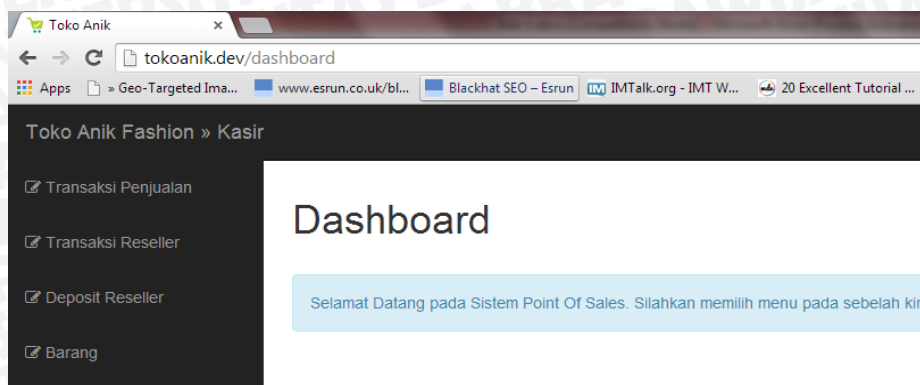 Toko Anik
tokoanik.dev/dashboard
Apps » Geo-Targeted Ima... www.esrun.co.uk/bl... Blackhat SEO – Esrun IMTalk.org - IMT W... 20 Excellent Tutorial ...
Toko Anik Fashion » Kasir
Transaksi Penjualan
Transaksi Reseller
Deposit Reseller
Barang
Dashboard
Selamat Datang pada Sistem Point Of Sales. Silahkan memilih menu pada sebelah